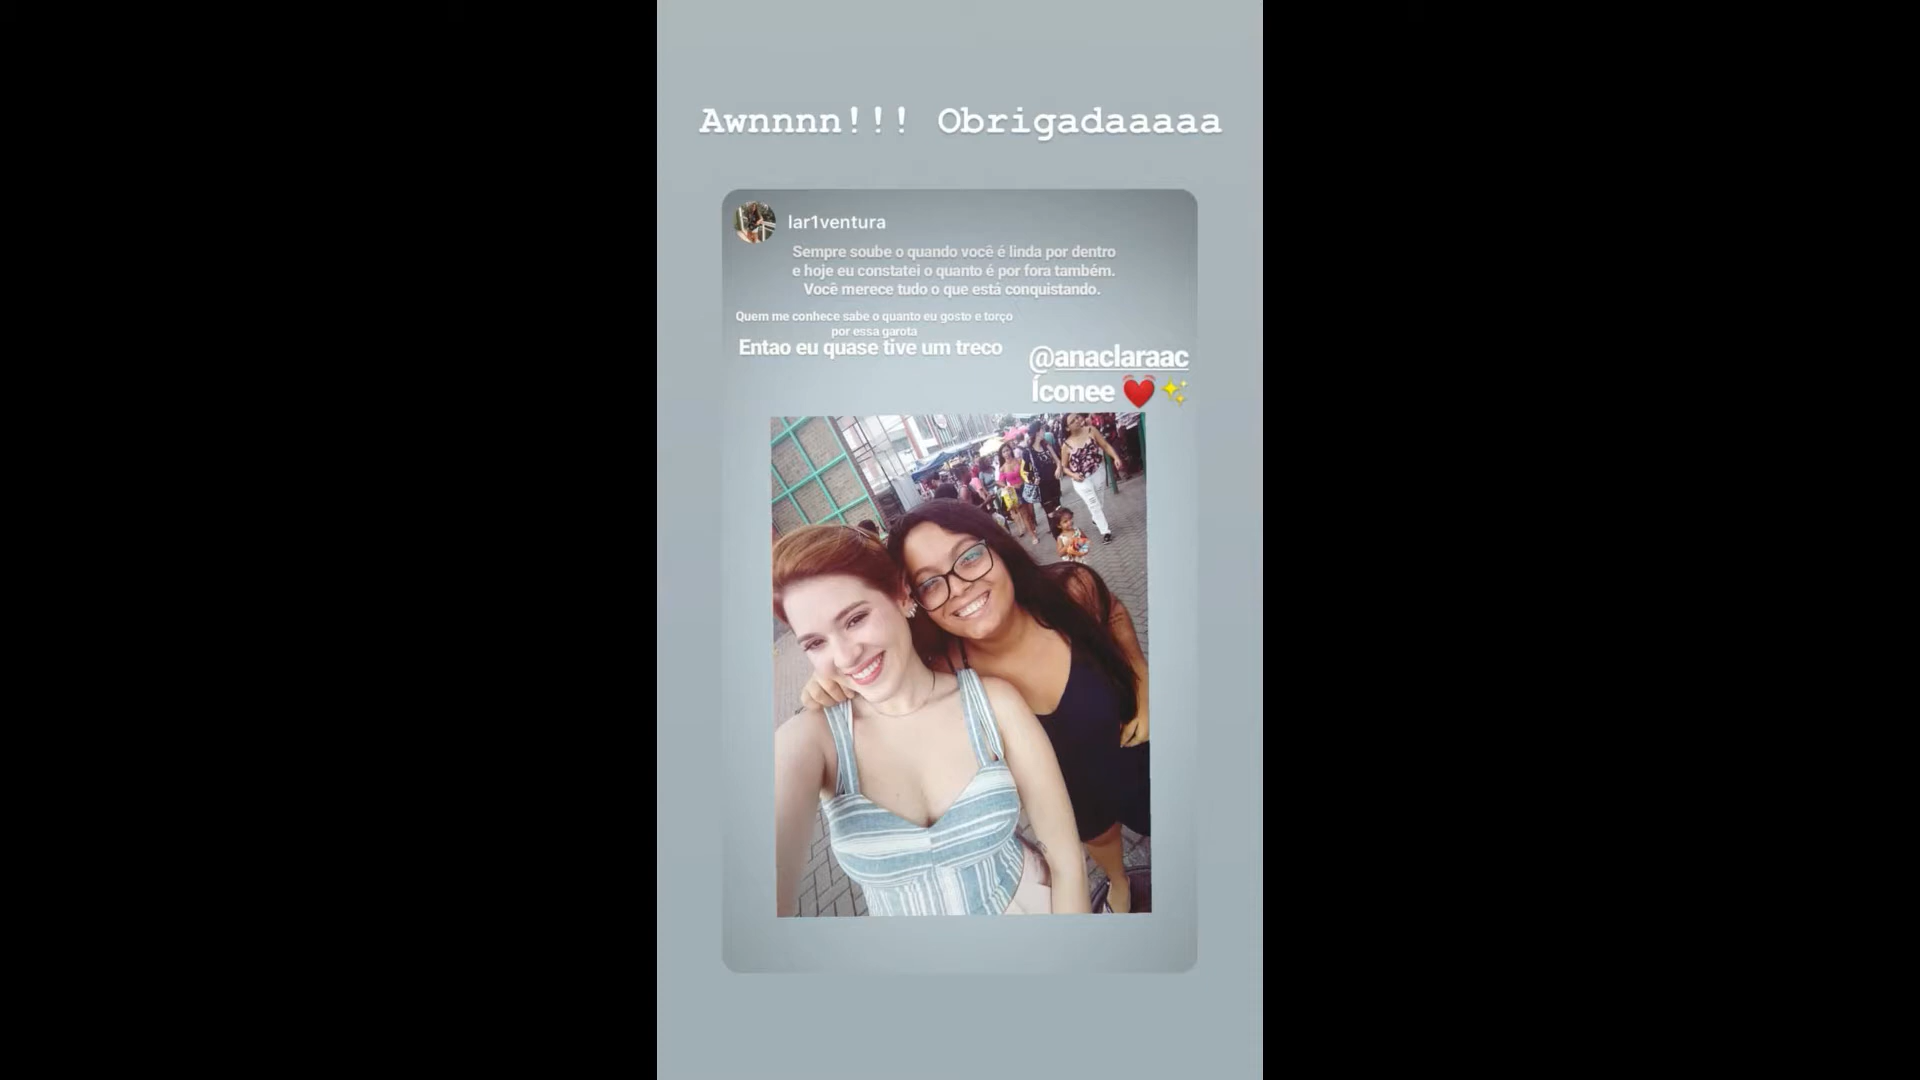 Awnnnn!!! Obrigadaaaaa
lar1ventura
Sempre soube o quando você é linda por dentro
e hoje eu constatei o quanto é por fora também.
Você merece tudo o que está conquistando.
Quem me conhece sabe o quanto eu gosto e torço
por essa garota
Entao eu quase tive um treco
@anaclaraac
Íconee ❤️✨